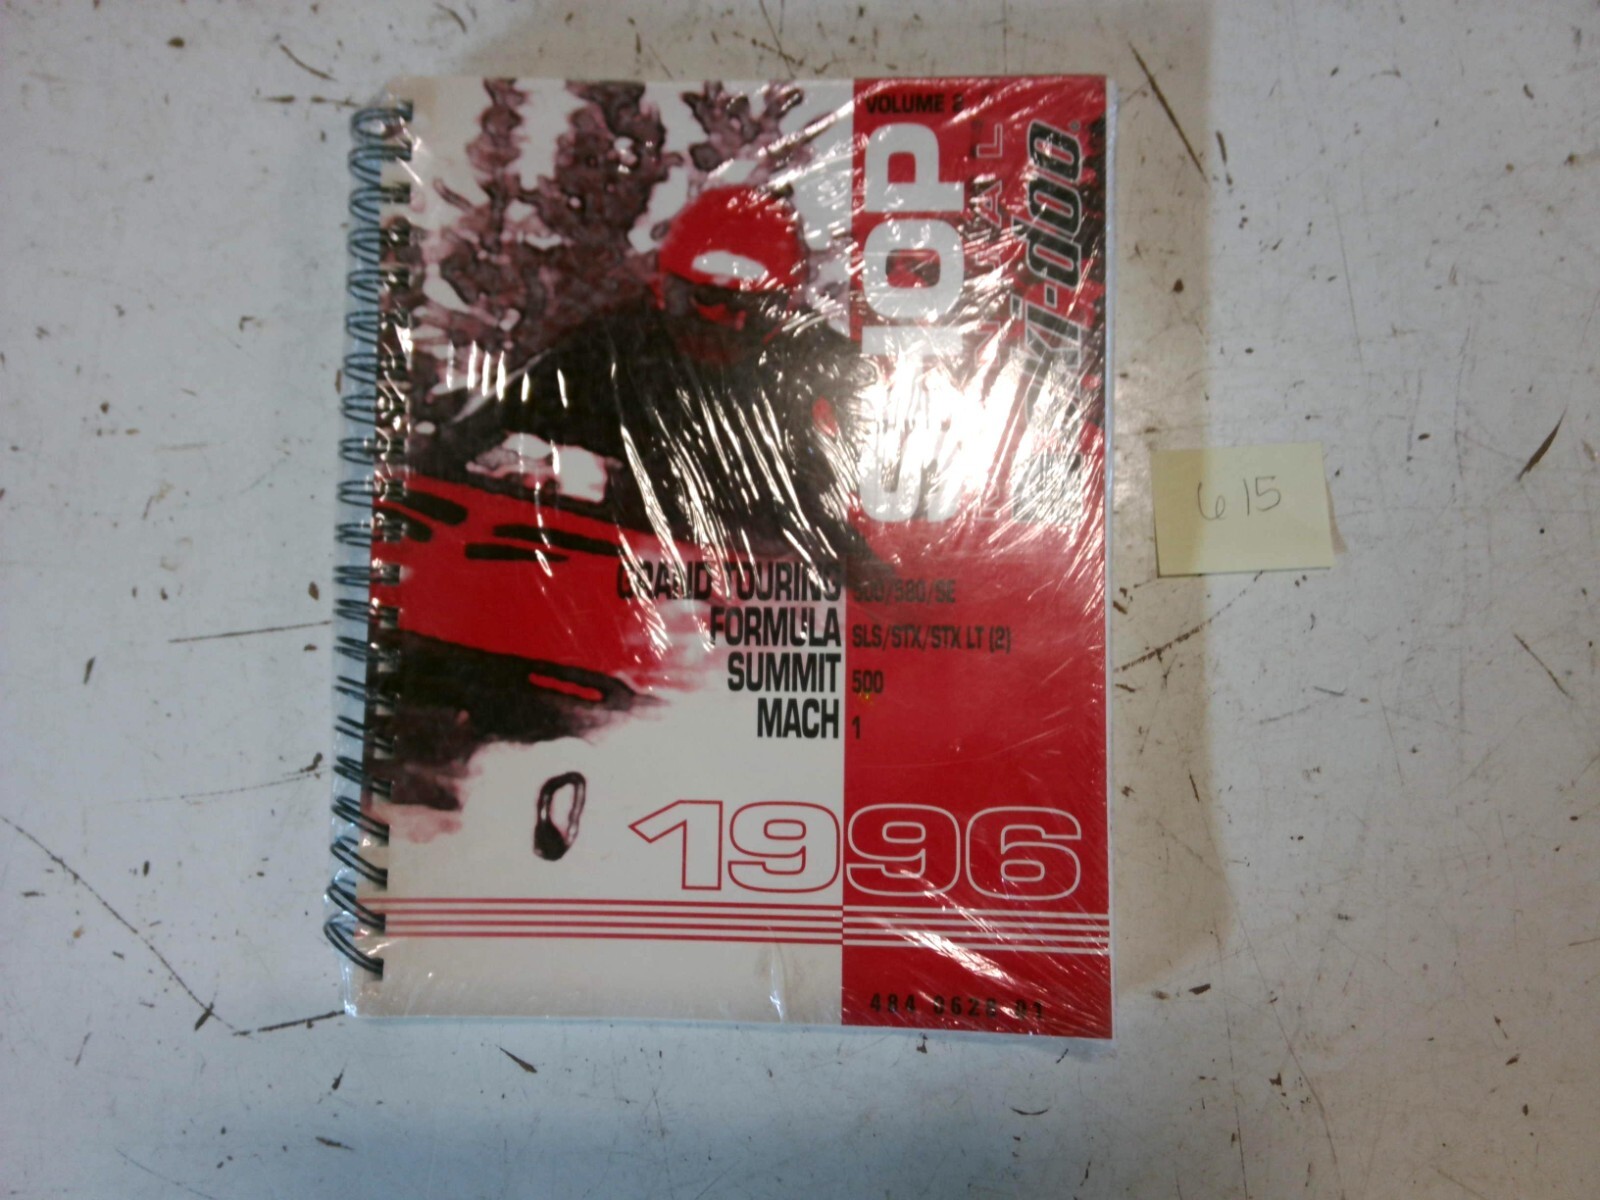 VOLUME 2
SHOP
ski-doo
GRAND TOURING 500/580/SE
FORMULA SLS/STX/STX LT (2)
SUMMIT 500
MACH 1
1996
484
615